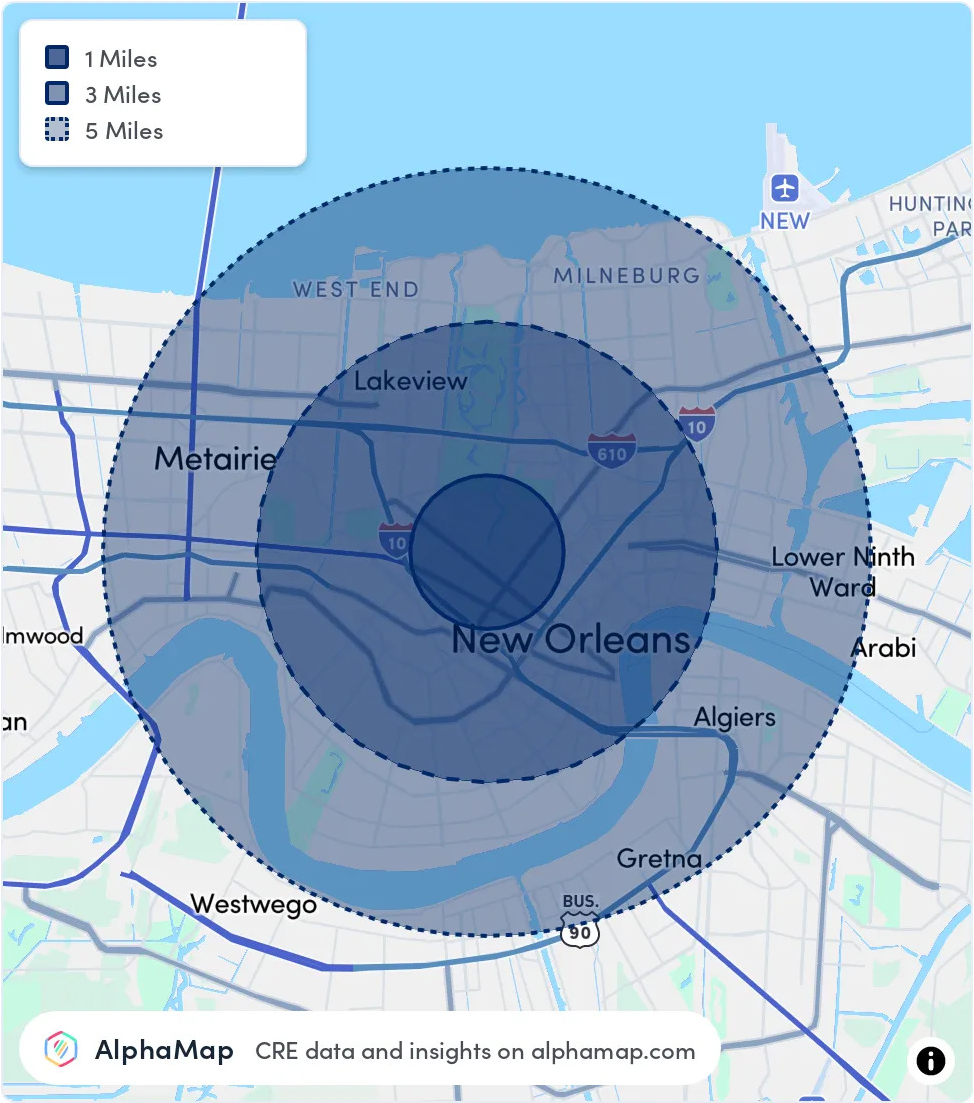 1 Miles
3 Miles
5 Miles
NEW
HUNTING
PAR
WEST END
MILNEBURG
Lakeview
10
610
Metairie
10
Lower Ninth
Ward
lmwood
New Orleans
Arabi
an
Algiers
Gretna
Westwego
BUS.
90
AlphaMap
CRE data and insights on alphamap.com